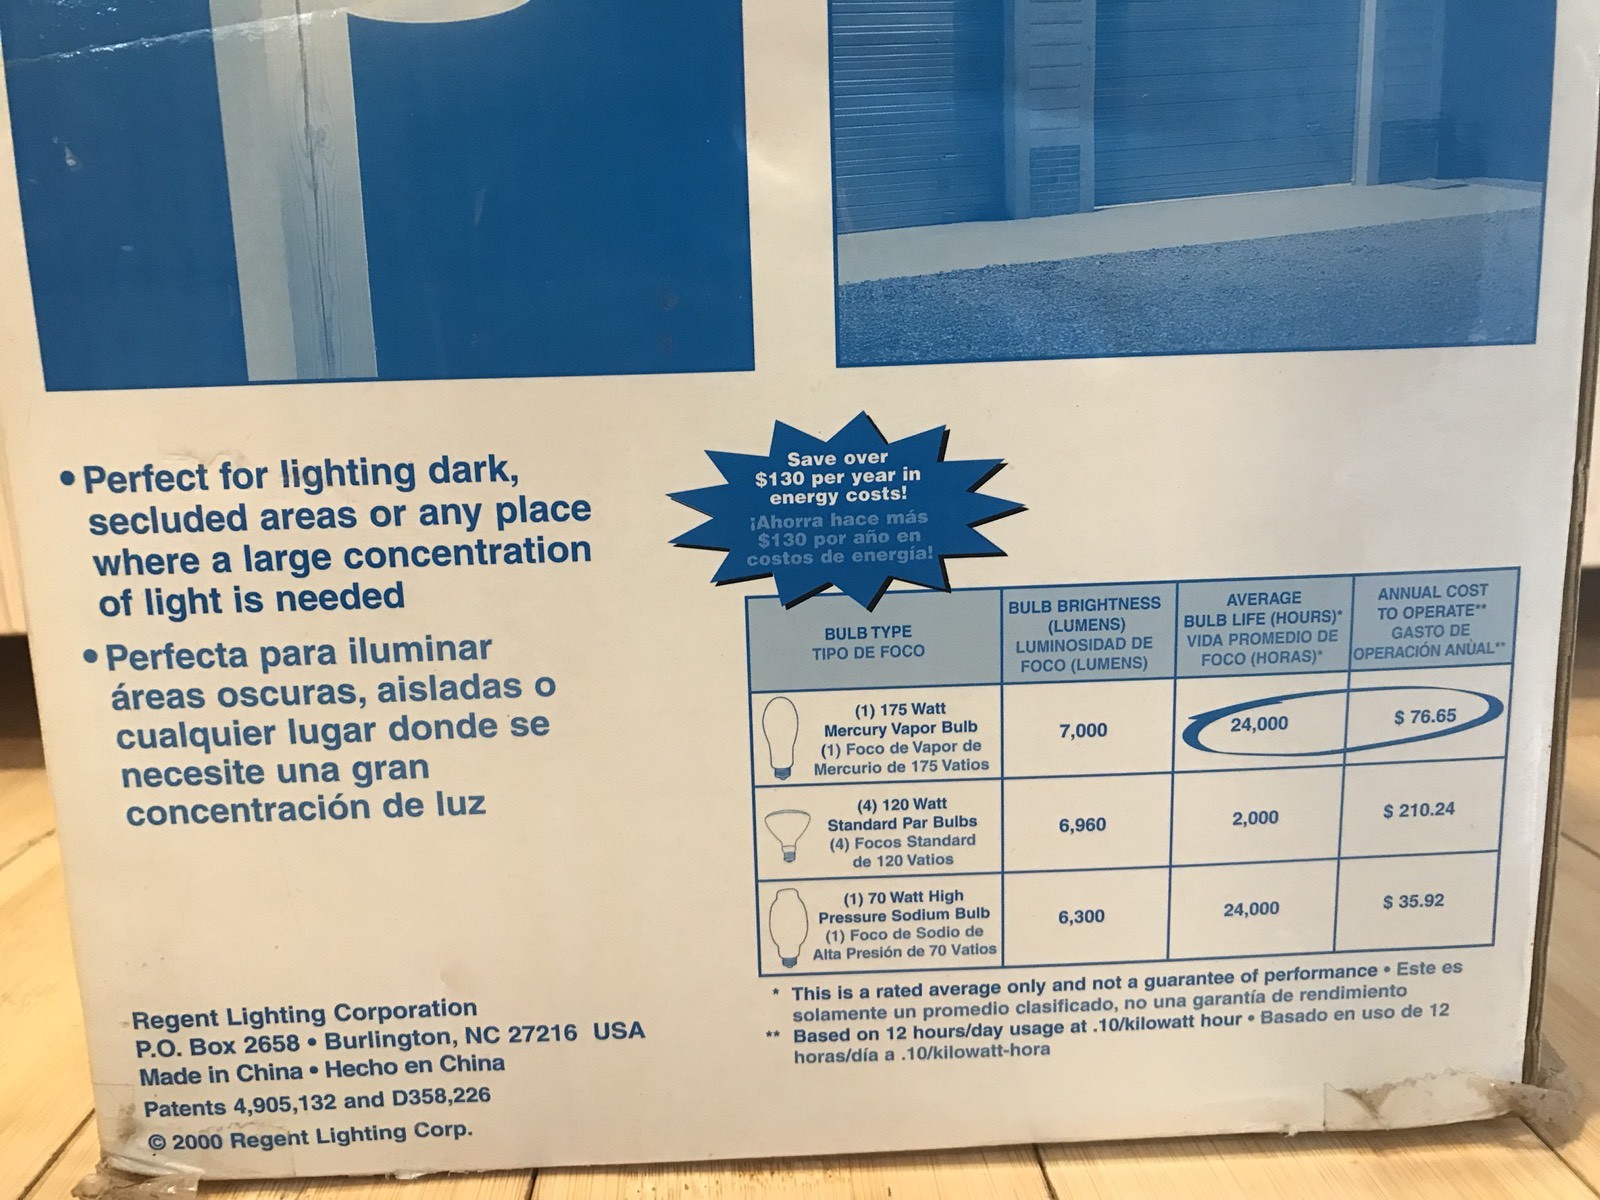 • Perfect for lighting dark,
secluded areas or any place
where a large concentration
of light is needed
• Perfecta para iluminar
áreas oscuras, aisladas o
cualquier lugar donde se
necesite una gran
concentración de luz
Save over
$130 per year in
energy costs!
¡Ahorra hace más
$130 por año en
costos de energía!
BULB TYPE
TIPO DE FOCO
BULB BRIGHTNESS
(LUMENS)
LUMINOSIDAD DE
FOCO (LUMENS)
AVERAGE
BULB LIFE (HOURS)*
VIDA PROMEDIO DE
FOCO (HORAS)*
ANNUAL COST
TO OPERATE**
GASTO DE
OPERACIÓN ANÙAL**
(1) 175 Watt
Mercury Vapor Bulb
(1) Foco de Vapor de
Mercurio de 175 Vatios
7,000
24,000
$ 76.65
(4) 120 Watt
Standard Par Bulbs
(4) Focos Standard
de 120 Vatios
6,960
2,000
$ 210.24
(1) 70 Watt High
Pressure Sodium Bulb
(1) Foco de Sodio de
Alta Presión de 70 Vatios
6,300
24,000
$ 35.92
* This is a rated average only and not a guarantee of performance • Este es
solamente un promedio clasificado, no una garantía de rendimiento
** Based on 12 hours/day usage at .10/kilowatt hour • Basado en uso de 12
horas/día a .10/kilowatt-hora
Regent Lighting Corporation
P.O. Box 2658 • Burlington, NC 27216 USA
Made in China • Hecho en China
Patents 4,905,132 and D358,226
© 2000 Regent Lighting Corp.